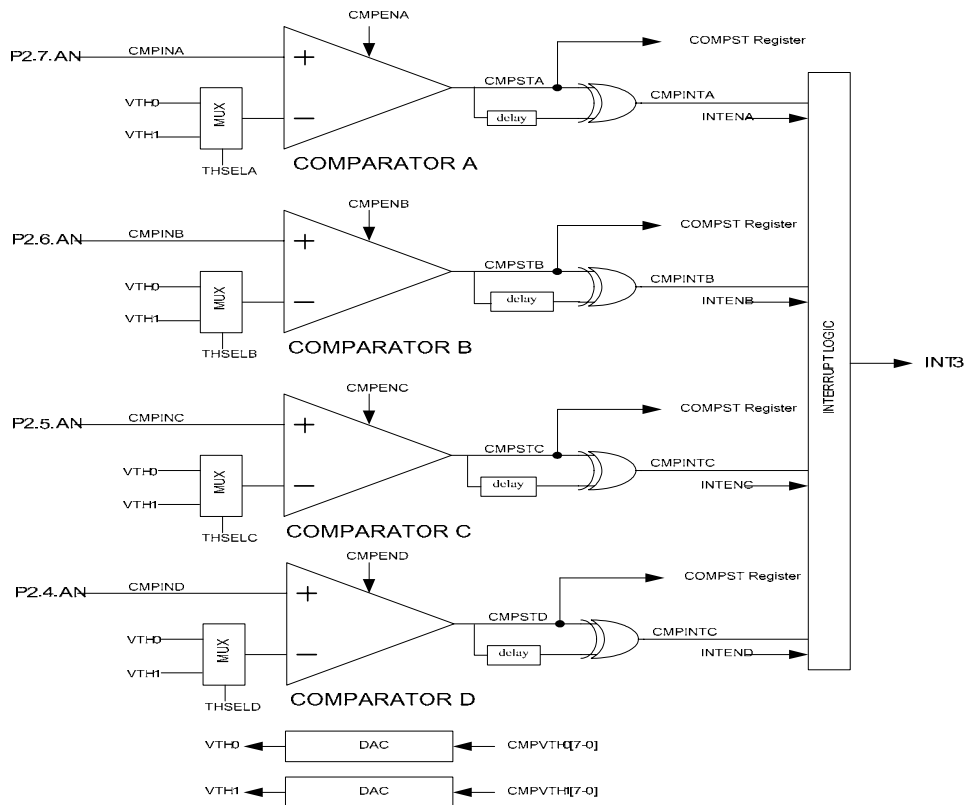 CMPENA
P2.7.AN
CMPINA
+
COMPST Register
VTH0
VTH1
MUX
−
CMPSTA
delay
CMPINTA
INTENA
THSELA
COMPARATOR A
CMPENB
P2.6.AN
CMPINB
+
COMPST Register
VTH0
VTH1
MUX
−
CMPSTB
delay
CMPINTB
INTENB
THSELB
COMPARATOR B
INTERRUPT LOGIC
INT3
CMPENC
P2.5.AN
CMPINC
+
COMPST Register
VTH0
VTH1
MUX
−
CMPSTC
delay
CMPINTC
INTENC
THSELC
COMPARATOR C
CMPEND
P2.4.AN
CMPIND
+
COMPST Register
VTH0
VTH1
MUX
−
CMPSTD
delay
CMPINTC
INTEND
THSELD
COMPARATOR D
VTH0
DAC
CMPVTH0[7-0]
VTH1
DAC
CMPVTH1[7-0]